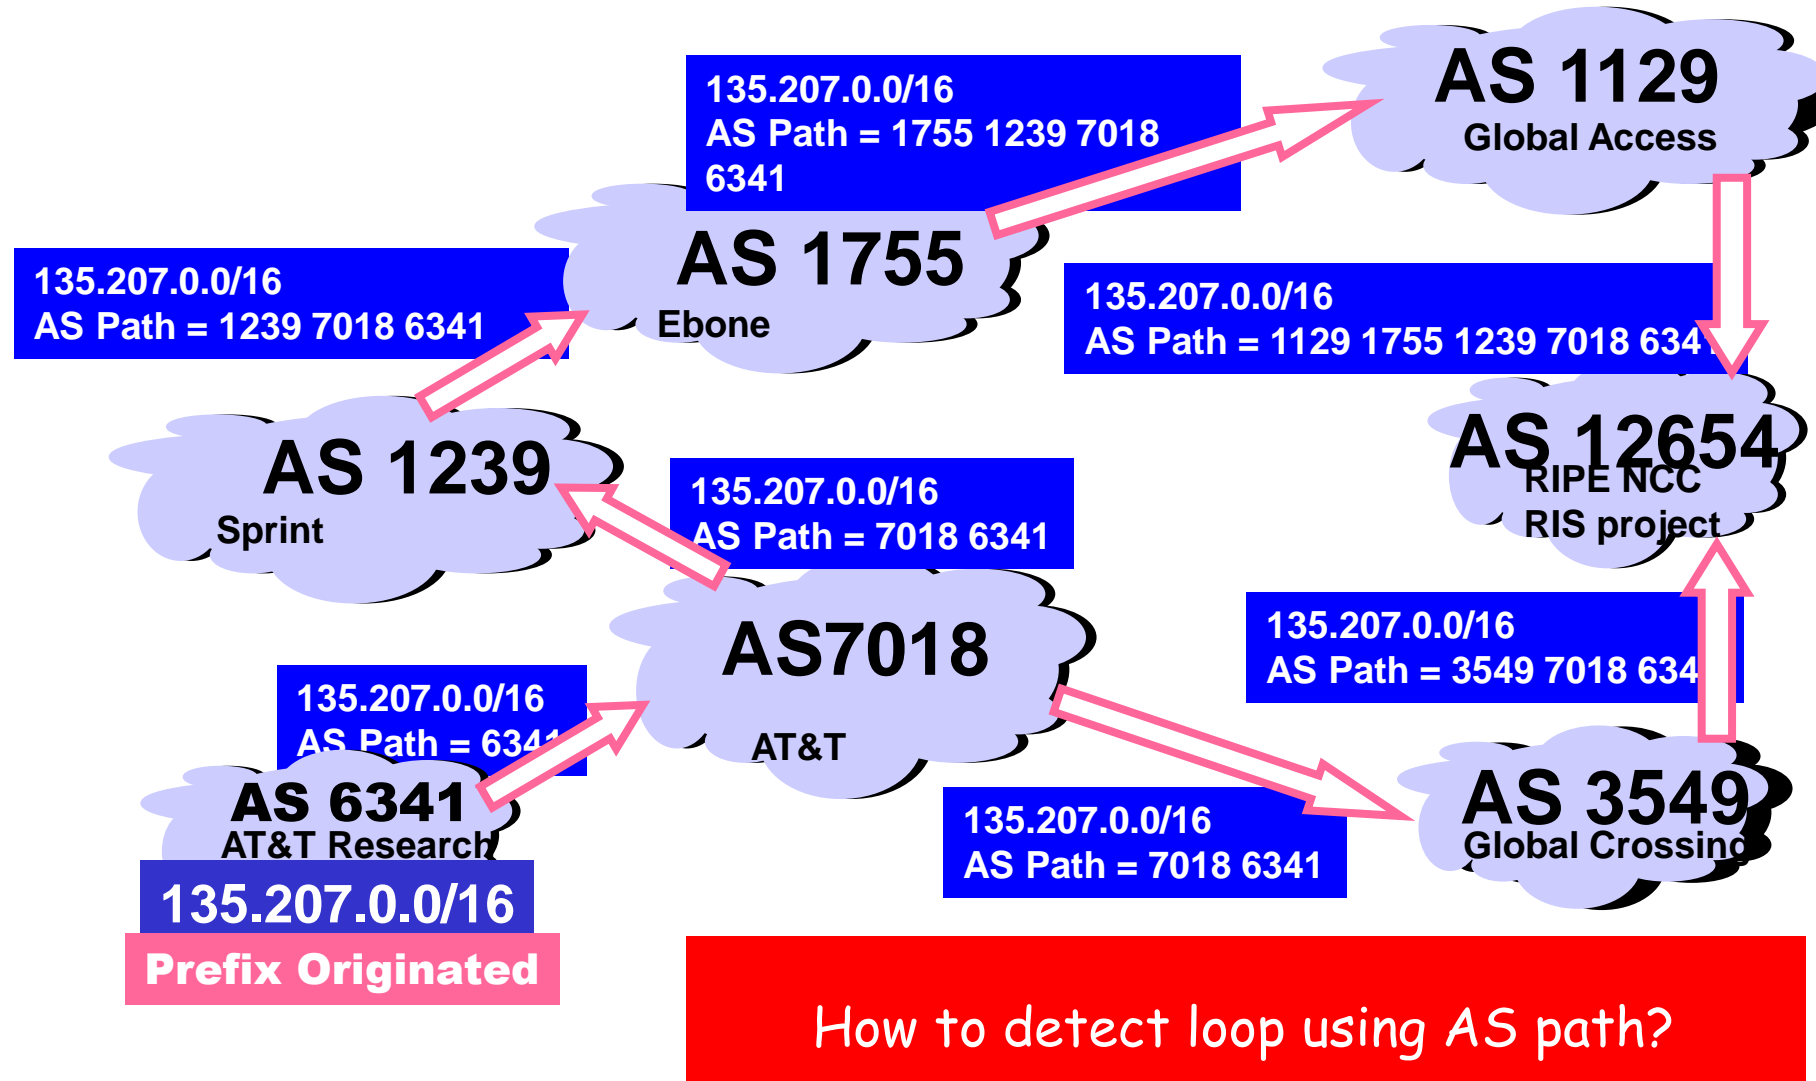 135.207.0.0/16
AS Path = 1755 1239 7018
6341
AS 1129
Global Access
AS 1755
Ebone
135.207.0.0/16
AS Path = 1239 7018 6341
135.207.0.0/16
AS Path = 1129 1755 1239 7018 6341
AS 1239
Sprint
135.207.0.0/16
AS Path = 7018 6341
AS 12654
RIPE NCC
RIS project
AS7018
AT&T
135.207.0.0/16
AS Path = 3549 7018 634
135.207.0.0/16
AS Path = 6341
AS 6341
AT&T Research
135.207.0.0/16
Prefix Originated
135.207.0.0/16
AS Path = 7018 6341
AS 3549
Global Crossing
How to detect loop using AS path?